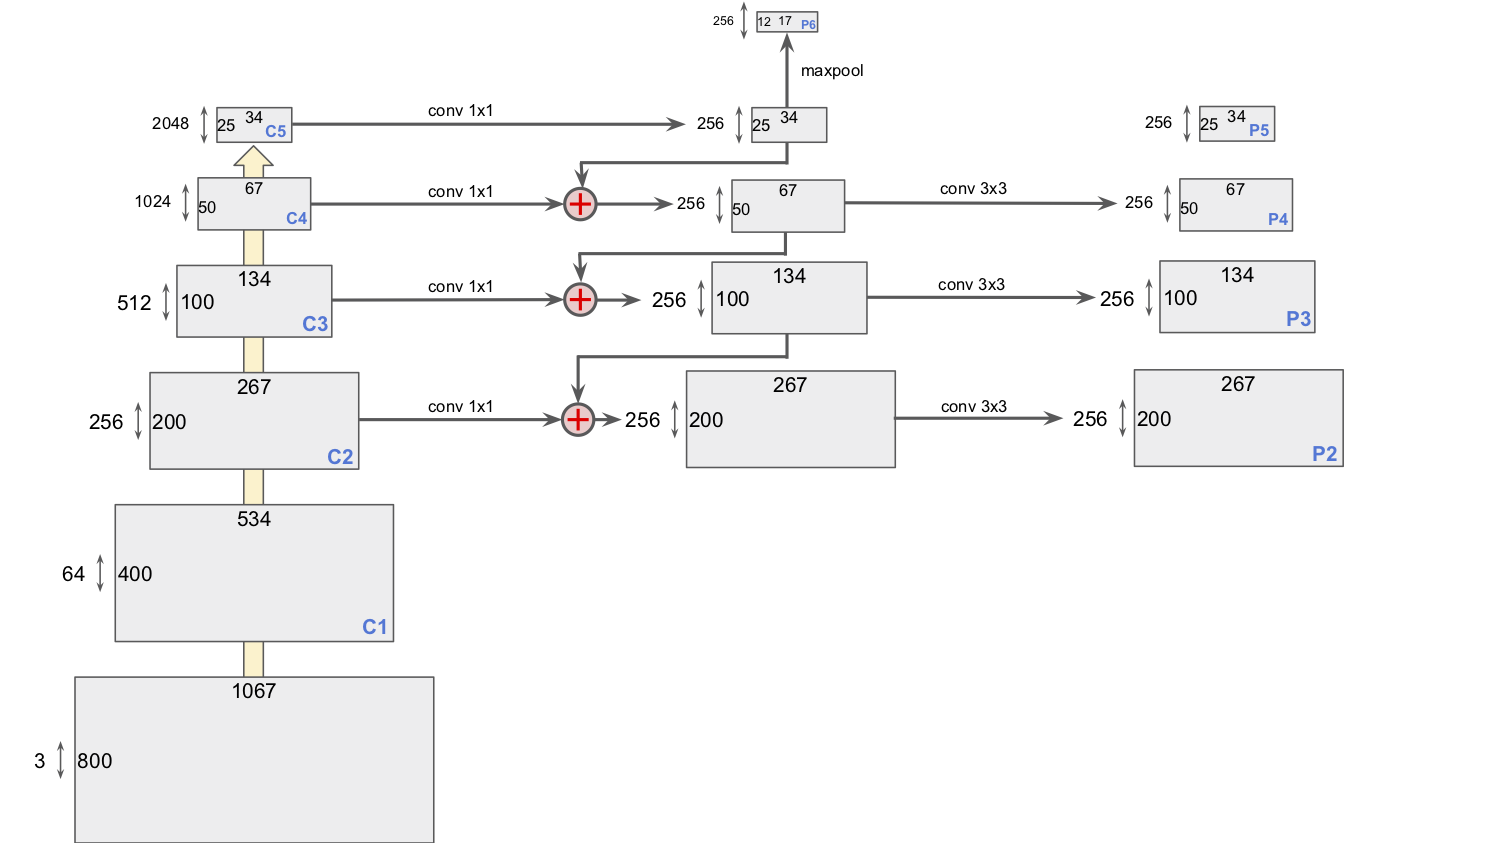 256 12 17 P6
maxpool
2048 25 34 C5 conv 1x1 256 25 34 256 25 34 P5
1024 50 67 C4 conv 1x1 256 50 67 conv 3x3 256 50 67 P4
512 100 134 C3 conv 1x1 256 100 134 conv 3x3 256 100 134 P3
256 200 267 C2 conv 1x1 256 200 267 conv 3x3 256 200 267 P2
64 400 534 C1
3 800 1067